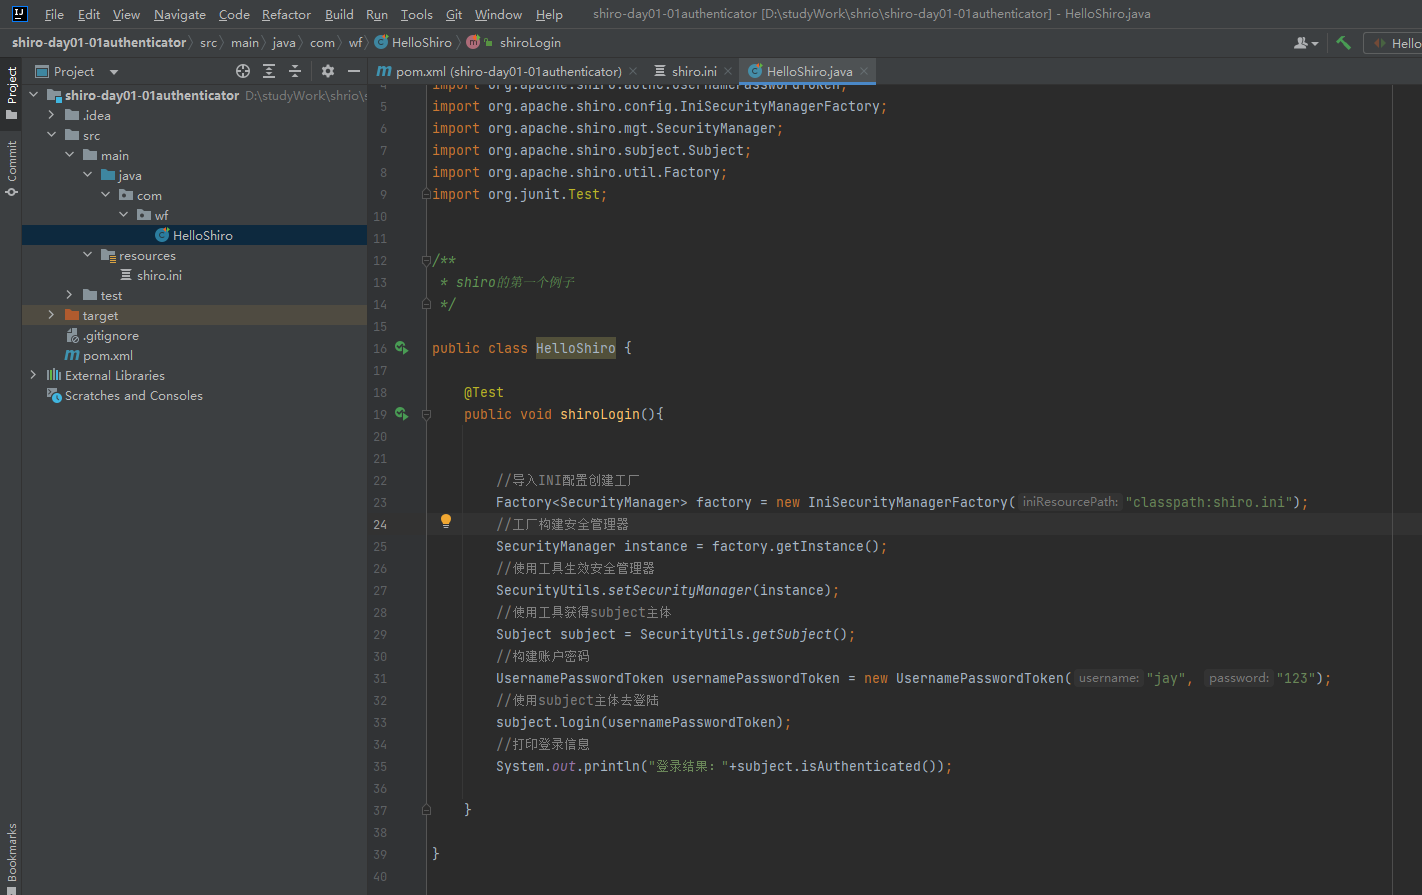 File Edit View Navigate Code Refactor Build Run Tools Git Window Help shiro-day01-01authenticator [D:\studyWork\shrio\shiro-day01-01authenticator] - HelloShiro.java
shiro-day01-01authenticator src main java com wf HelloShiro shiroLogin Hello
Project
Commit
Bookmarks
Project
shiro-day01-01authenticator D:\studyWork\shrio\s
.idea
src
main
java
com
wf
HelloShiro
resources
shiro.ini
test
target
.gitignore
pom.xml
External Libraries
Scratches and Consoles
pom.xml (shiro-day01-01authenticator) shiro.ini HelloShiro.java
4 import org.apache.shiro.authc.UsernamePasswordToken;
5 import org.apache.shiro.config.IniSecurityManagerFactory;
6 import org.apache.shiro.mgt.SecurityManager;
7 import org.apache.shiro.subject.Subject;
8 import org.apache.shiro.util.Factory;
9 import org.junit.Test;
10
11
12 /**
13 * shiro的第一个例子
14 */
15
16 public class HelloShiro {
17
18 @Test
19 public void shiroLogin(){
20
21
22 //导入INI配置创建工厂
23 Factory<SecurityManager> factory = new IniSecurityManagerFactory( iniResourcePath: "classpath:shiro.ini");
24 //工厂构建安全管理器
25 SecurityManager instance = factory.getInstance();
26 //使用工具生效安全管理器
27 SecurityUtils.setSecurityManager(instance);
28 //使用工具获得subject主体
29 Subject subject = SecurityUtils.getSubject();
30 //构建账户密码
31 UsernamePasswordToken usernamePasswordToken = new UsernamePasswordToken( username: "jay", password: "123");
32 //使用subject主体去登陆
33 subject.login(usernamePasswordToken);
34 //打印登录信息
35 System.out.println("登录结果："+subject.isAuthenticated());
36
37 }
38
39 }
40